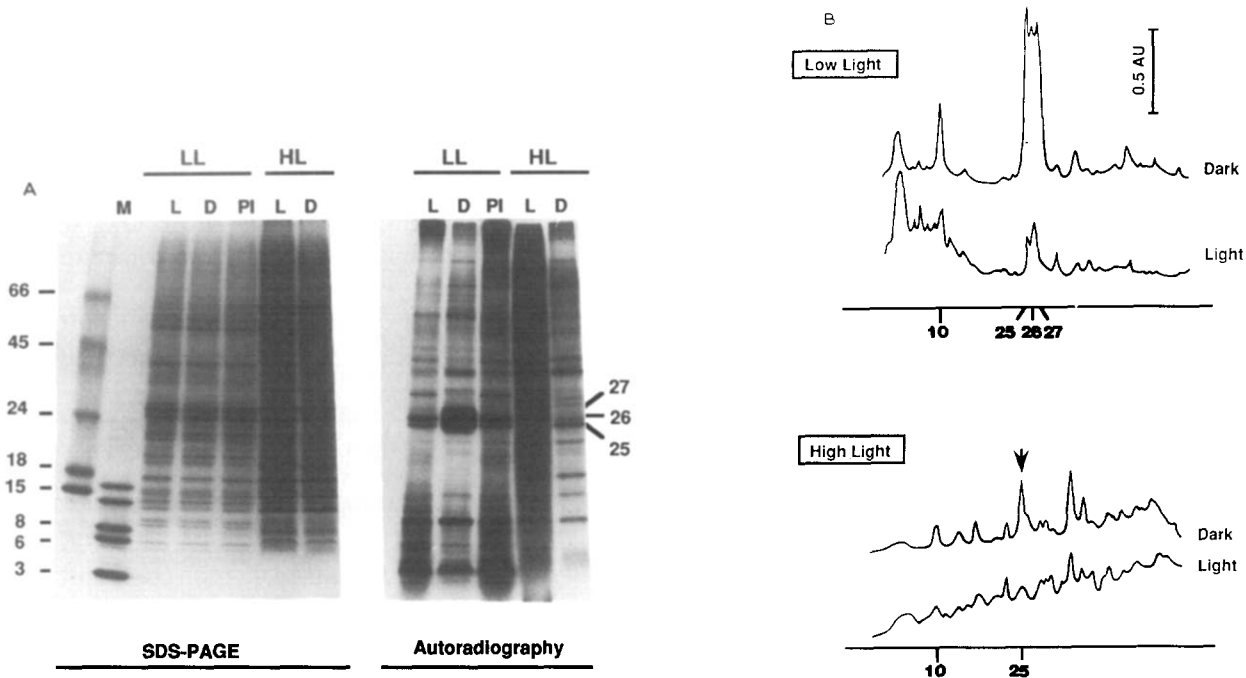 A
LL HL
M L D PI L D
66
45
24
18
15
8
6
3
SDS-PAGE
LL HL
L D PI L D
27
26
25
Autoradiography
B
Low Light
0.5 AU
Dark
Light
10 25 26 27
High Light
Dark
Light
10 25